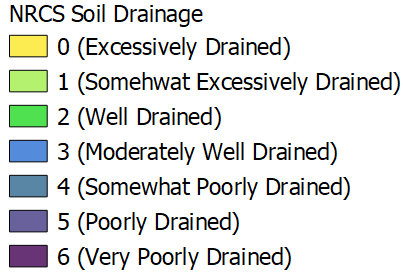 NRCS Soil Drainage
0 (Excessively Drained)
1 (Somehwat Excessively Drained)
2 (Well Drained)
3 (Moderately Well Drained)
4 (Somewhat Poorly Drained)
5 (Poorly Drained)
6 (Very Poorly Drained)